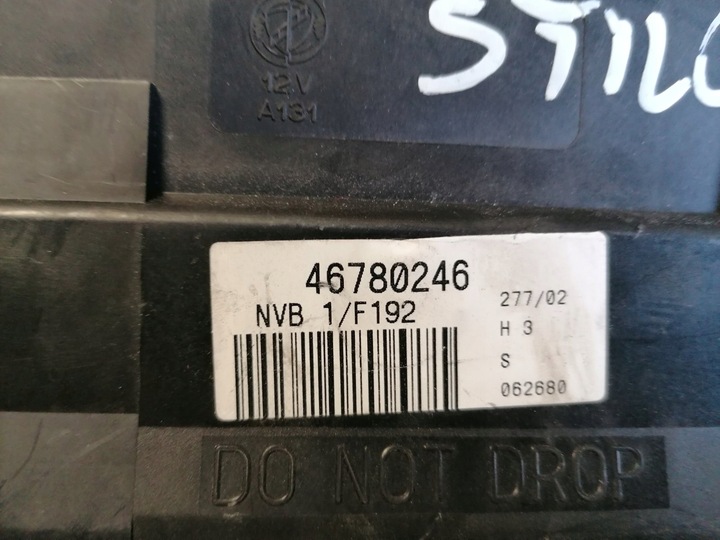 STILO
12V
A131
46780246
NVB 1/F192
277/02
H 3
S
062680
DO NOT DROP